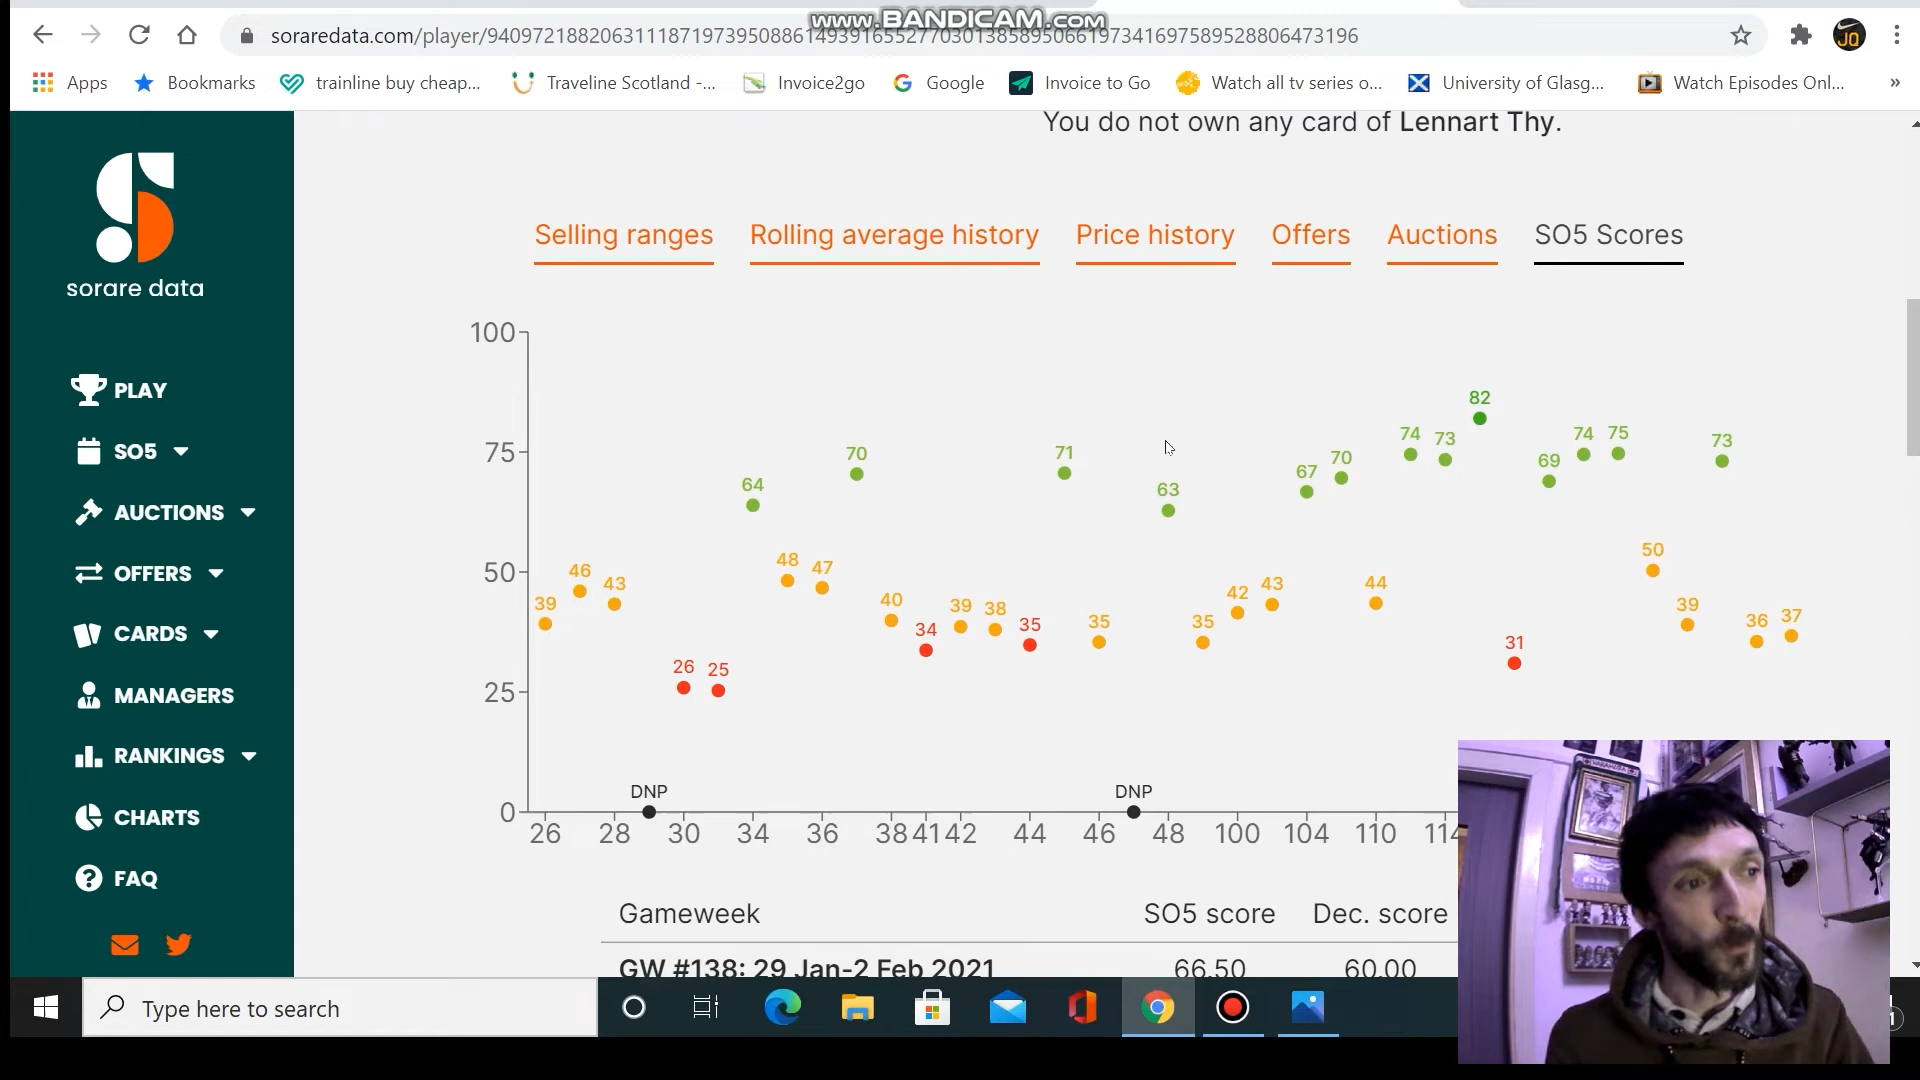 www.BANDICAM.com
soraredata.com/player/
Apps Bookmarks trainline buy cheap... Traveline Scotland -... Invoice2go Google Invoice to Go Watch all tv series o... University of Glasg... Watch Episodes Onl... »
JQ
You do not own any card of Lennart Thy.
sorare data
Selling ranges Rolling average history Price history Offers Auctions SO5 Scores
PLAY
SO5
AUCTIONS
OFFERS
CARDS
MANAGERS
RANKINGS
CHARTS
FAQ
100
75
50
25
0
39 46 43 DNP 26 25 64 48 47 70 40 34 39 38 35 71 35 DNP 63 35 42 43 67 70 44 74 73 82 31 69 74 75 50 39 73 36 37
26 28 30 34 36 38 41 42 44 46 48 100 104 110 114
Gameweek SO5 score Dec. score
GW #138: 29 Jan-2 Feb 2021 66.50 60.00
Type here to search